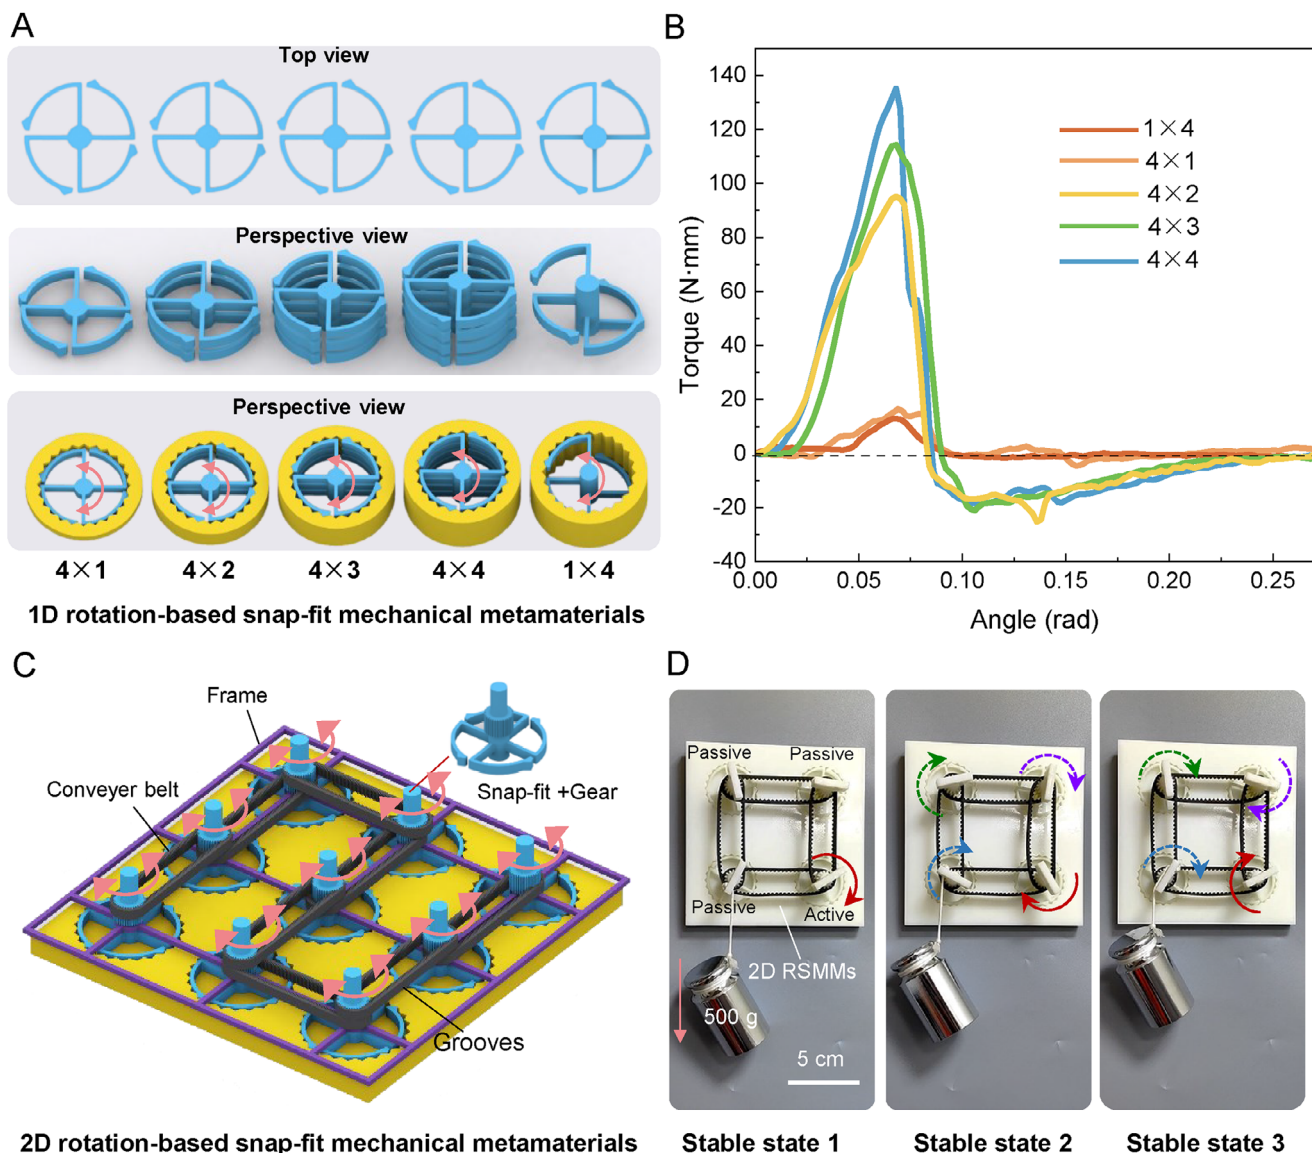 A
Top view
Perspective view
Perspective view
4×1
4×2
4×3
4×4
1×4
1D rotation-based snap-fit mechanical metamaterials
B
140
120
100
80
60
40
20
0
-20
-40
Torque (N·mm)
1×4
4×1
4×2
4×3
4×4
0.00
0.05
0.10
0.15
0.20
0.25
Angle (rad)
C
Frame
Conveyer belt
Snap-fit +Gear
Grooves
2D rotation-based snap-fit mechanical metamaterials
D
Passive
Passive
Passive
Active
2D RSMMs
500 g
5 cm
Stable state 1
Stable state 2
Stable state 3